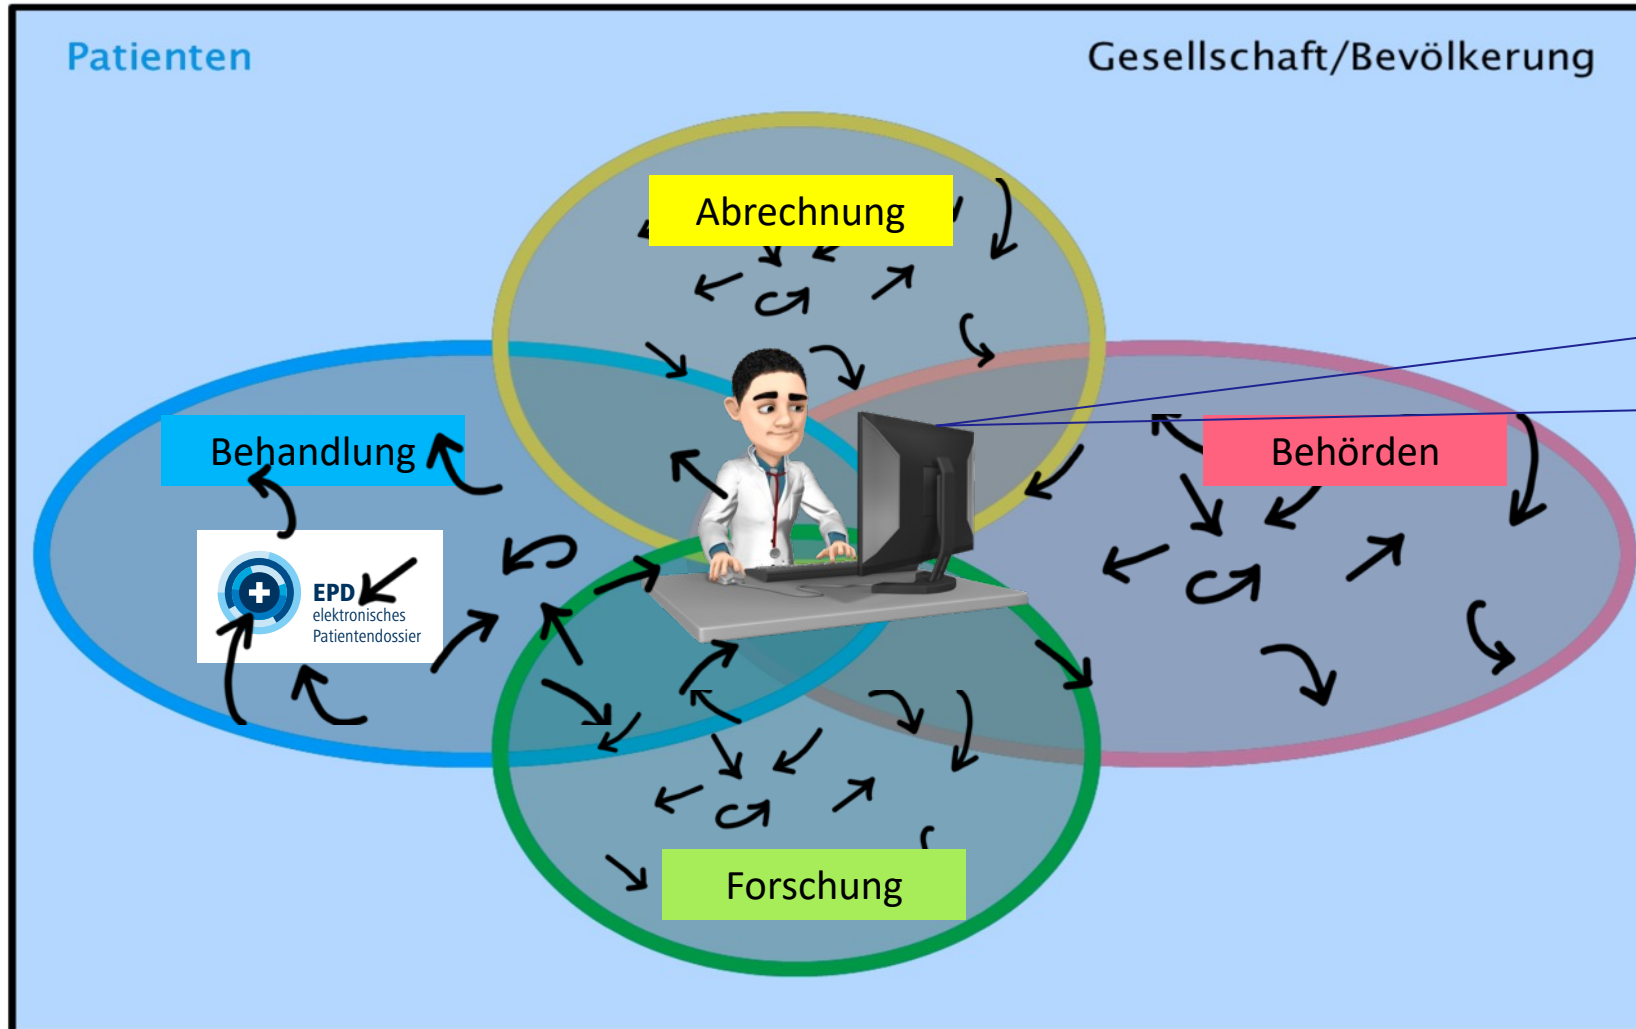 Patienten
Gesellschaft/Bevölkerung
Abrechnung
Behandlung
Behörden
EPD
elektronisches
Patientendossier
Forschung